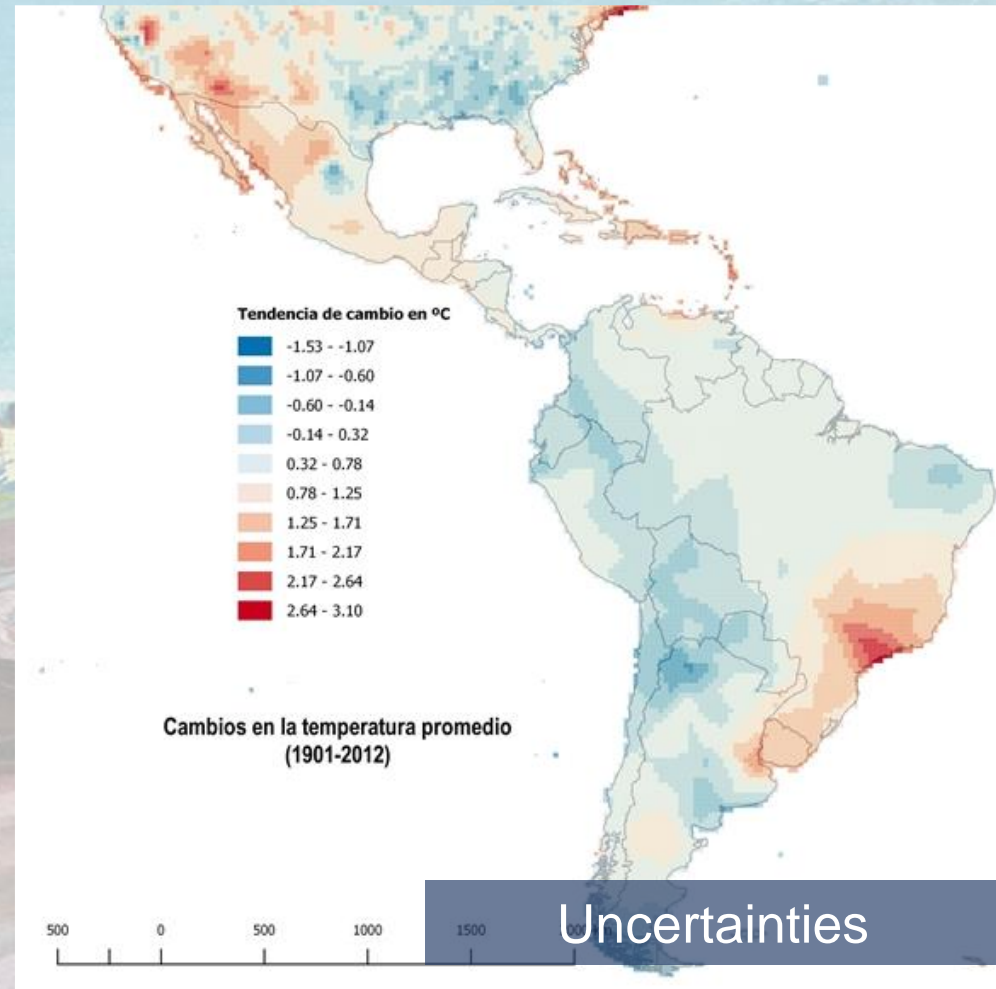 Tendencia de cambio en ºC
-1.53 - -1.07
-1.07 - -0.60
-0.60 - -0.14
-0.14 - 0.32
0.32 - 0.78
0.78 - 1.25
1.25 - 1.71
1.71 - 2.17
2.17 - 2.64
2.64 - 3.10
Cambios en la temperatura promedio
(1901-2012)
500 0 500 1000 1500
Uncertainties